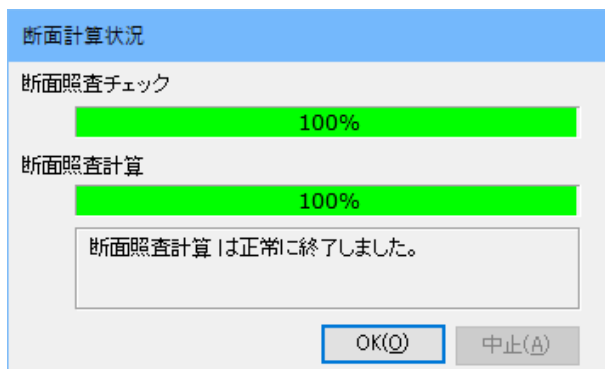 断面計算状況
断面照査チェック
100%
断面照査計算
100%
断面照査計算 は正常に終了しました。
OK(O) 中止(A)